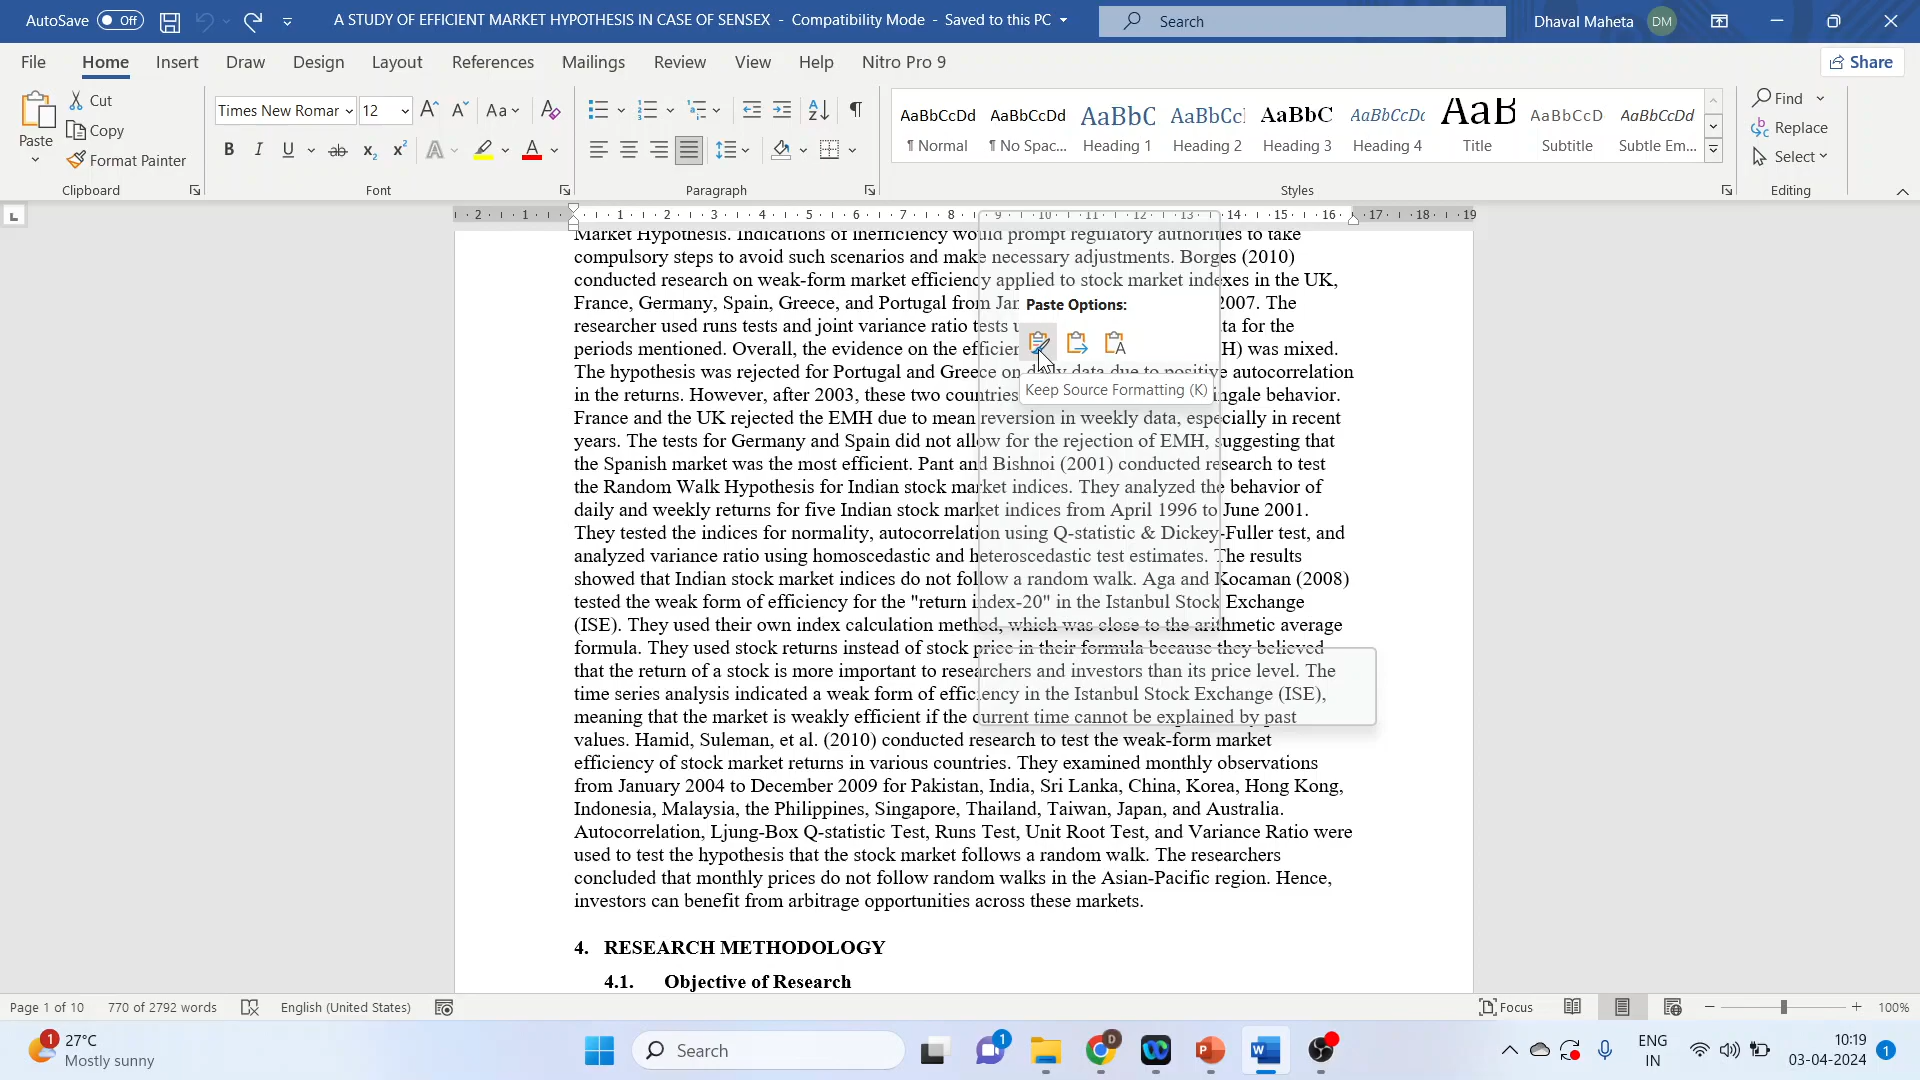 AutoSave Off A STUDY OF EFFICIENT MARKET HYPOTHESIS IN CASE OF SENSEX - Compatibility Mode - Saved to this PC Search Dhaval Maheta DM
File Home Insert Draw Design Layout References Mailings Review View Help Nitro Pro 9 Share
Paste Cut Copy Format Painter Clipboard
Times New Romar 12 Aa Font
Paragraph
AaBbCcDd AaBbCcDd AaBbC AaBbCc AaBbC AaBbCcDc AaB AaBbCcD AaBbCcDd
¶ Normal ¶ No Spac... Heading 1 Heading 2 Heading 3 Heading 4 Title Subtitle Subtle Em...
Styles
Find Replace Select Editing
2 1 1 2 3 4 5 6 7 8 9 10 11 12 13 14 15 16 17 18 19
Market Hypothesis. Indications of inefficiency would prompt regulatory authorities to take
compulsory steps to avoid such scenarios and make necessary adjustments. Borges (2010)
conducted research on weak-form market efficiency applied to stock market indexes in the UK,
France, Germany, Spain, Greece, and Portugal from Jan 2007. The
researcher used runs tests and joint variance ratio tests for the
periods mentioned. Overall, the evidence on the H) was mixed.
The hypothesis was rejected for Portugal and Greece on daily data due to positive autocorrelation
in the returns. However, after 2003, these two countries ingale behavior.
France and the UK rejected the EMH due to mean reversion in weekly data, especially in recent
years. The tests for Germany and Spain did not allow for the rejection of EMH, suggesting that
the Spanish market was the most efficient. Pant and Bishnoi (2001) conducted research to test
the Random Walk Hypothesis for Indian stock market indices. They analyzed the behavior of
daily and weekly returns for five Indian stock market indices from April 1996 to June 2001.
They tested the indices for normality, autocorrelation using Q-statistic & Dickey-Fuller test, and
analyzed variance ratio using homoscedastic and heteroscedastic test estimates. The results
showed that Indian stock market indices do not follow a random walk. Aga and Kocaman (2008)
tested the weak form of efficiency for the "return index-20" in the Istanbul Stock Exchange
(ISE). They used their own index calculation method, which was close to the arithmetic average
formula. They used stock returns instead of stock price in their formula because they believed
that the return of a stock is more important to researchers and investors than its price level. The
time series analysis indicated a weak form of efficiency in the Istanbul Stock Exchange (ISE),
meaning that the market is weakly efficient if the current time cannot be explained by past
values. Hamid, Suleman, et al. (2010) conducted research to test the weak-form market
efficiency of stock market returns in various countries. They examined monthly observations
from January 2004 to December 2009 for Pakistan, India, Sri Lanka, China, Korea, Hong Kong,
Indonesia, Malaysia, the Philippines, Singapore, Thailand, Taiwan, Japan, and Australia.
Autocorrelation, Ljung-Box Q-statistic Test, Runs Test, Unit Root Test, and Variance Ratio were
used to test the hypothesis that the stock market follows a random walk. The researchers
concluded that monthly prices do not follow random walks in the Asian-Pacific region. Hence,
investors can benefit from arbitrage opportunities across these markets.
4. RESEARCH METHODOLOGY
4.1. Objective of Research
Paste Options:
Keep Source Formatting (K)
Page 1 of 10 770 of 2792 words English (United States) Focus 100%
27°C
Mostly sunny
Search
ENG
IN
10:19
03-04-2024